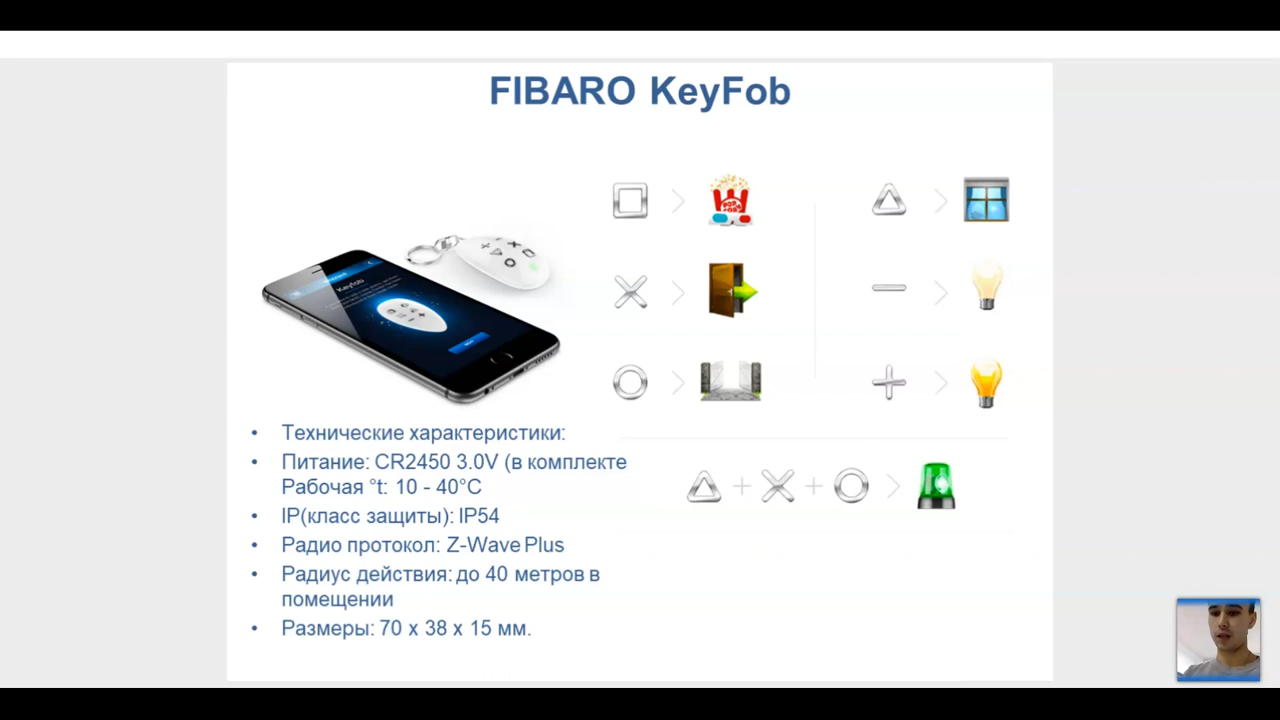 FIBARO KeyFob
Keyfob
• Технические характеристики:
• Питание: CR2450 3.0V (в комплекте
Рабочая °t: 10 - 40°C
• IP(класс защиты): IP54
• Радио протокол: Z-Wave Plus
• Радиус действия: до 40 метров в
помещении
• Размеры: 70 x 38 x 15 мм.